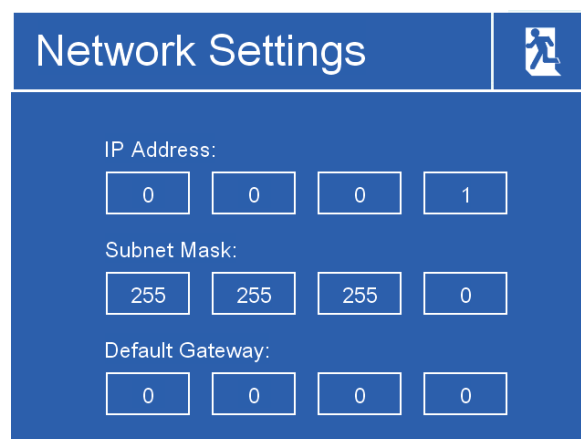 Network Settings
IP Address:
0 0 0 1
Subnet Mask:
255 255 255 0
Default Gateway:
0 0 0 0